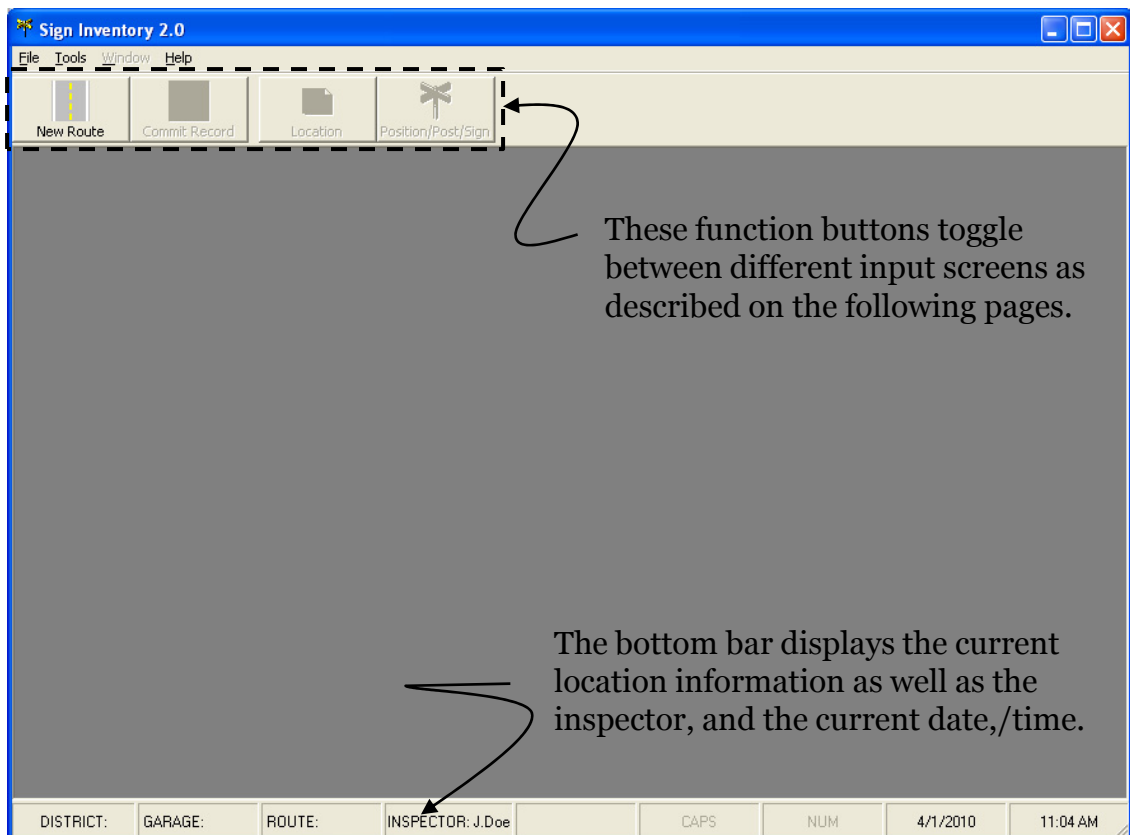 Sign Inventory 2.0
File Tools Window Help
New Route Commit Record Location Position/Post/Sign
These function buttons toggle
between different input screens as
described on the following pages.
The bottom bar displays the current
location information as well as the
inspector, and the current date,/time.
DISTRICT: GARAGE: ROUTE: INSPECTOR: J.Doe CAPS NUM 4/1/2010 11:04 AM